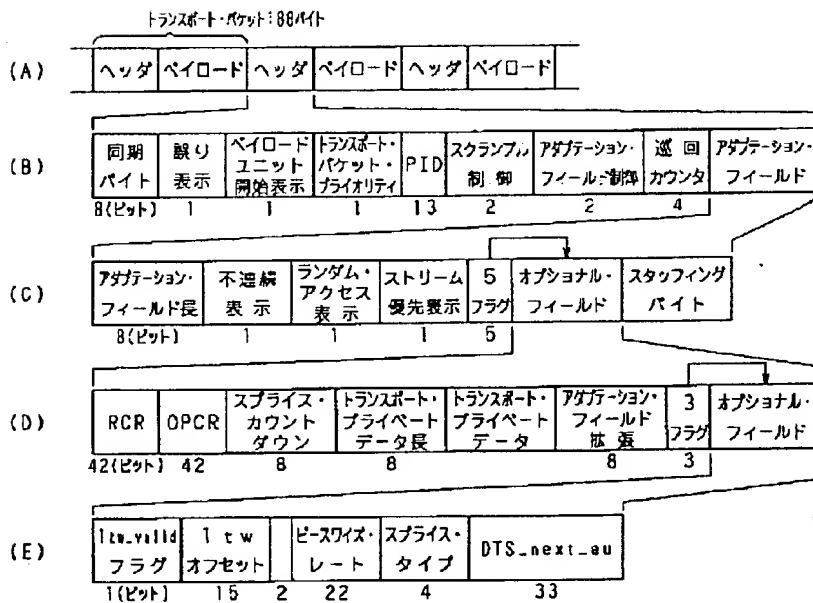 トランスポート・パケット:88バイト
(A) ヘッダ ペイロード ヘッダ ペイロード ヘッダ ペイロード
(B) 同期バイト 誤り表示 ペイロードユニット開始表示 トランスポート・パケット・プライオリティ PID スクランブル制御 アダプテーション・フィールド制御 巡回カウンタ アダプテーション・フィールド
8(ビット) 1 1 1 13 2 2 4
(C) アダプテーション・フィールド長 不連続表示 ランダム・アクセス表示 ストリーム優先表示 5フラグ オプショナル・フィールド スタッフィングバイト
8(ビット) 1 1 1 5
(D) RCR OPCR スプライス・カウントダウン トランスポート・プライベートデータ長 トランスポート・プライベートデータ アダプテーション・フィールド拡張 3フラグ オプショナル・フィールド
42(ビット) 42 8 8 8 3
(E) ltw_valid フラグ ltw オフセット ピースワイズ・レート スプライス・タイプ DTS_next_au
1(ビット) 15 2 22 4 33